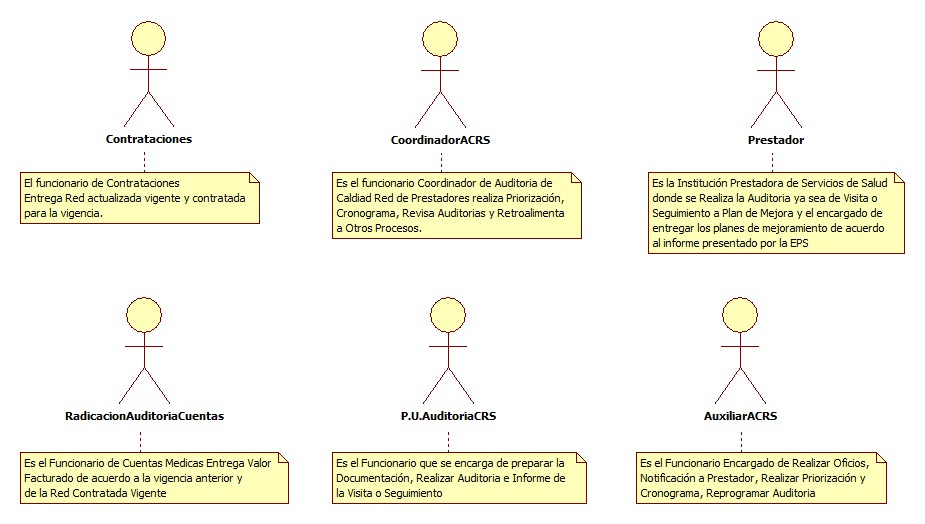 Contrataciones
El funcionario de Contrataciones
Entrega Red actualizada vigente y contratada
para la vigencia.
CoordinadorACRS
Es el funcionario Coordinador de Auditoria de
Caldiad Red de Prestadores realiza Priorización,
Cronograma, Revisa Auditorias y Retroalimenta
a Otros Procesos.
Prestador
Es la Institución Prestadora de Servicios de Salud
donde se Realiza la Auditoria ya sea de Visita o
Seguimiento a Plan de Mejora y el encargado de
entregar los planes de mejoramiento de acuerdo
al informe presentado por la EPS
RadicacionAuditoriaCuentas
Es el Funcionario de Cuentas Medicas Entrega Valor
Facturado de acuerdo a la vigencia anterior y
de la Red Contratada Vigente
P.U.AuditoriaCRS
Es el Funcionario que se encarga de preparar la
Documentación, Realizar Auditoria e Informe de
la Visita o Seguimiento
AuxiliarACRS
Es el Funcionario Encargado de Realizar Oficios,
Notificación a Prestador, Realizar Priorización y
Cronograma, Reprogramar Auditoria